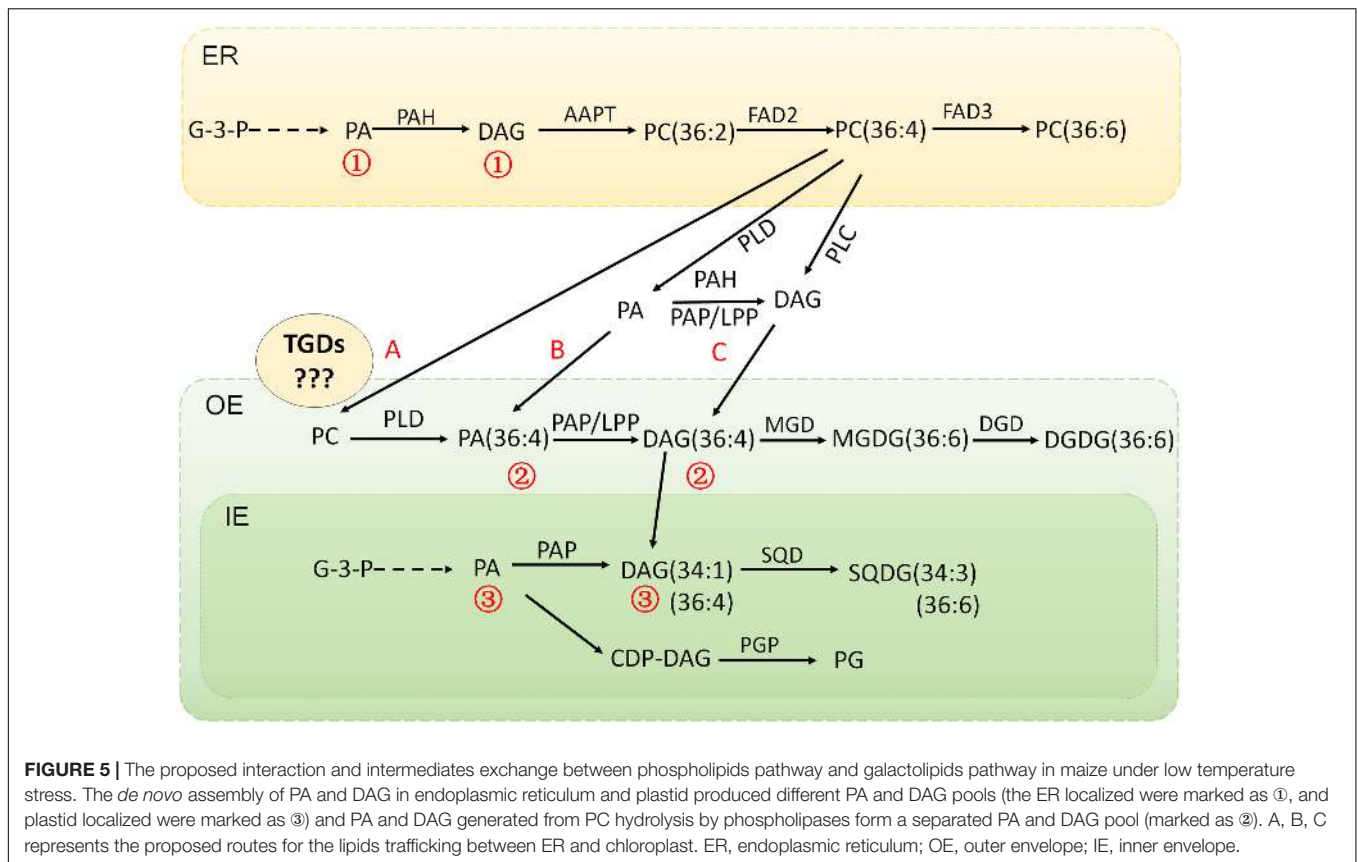 ER
G-3-P PA PAH DAG AAPT PC(36:2) FAD2 PC(36:4) FAD3 PC(36:6)
① ①
PLD PLC
PA PAH DAG
PAP/LPP
TGDs
???
A B C
OE
PC PLD PA(36:4) PAP/LPP DAG(36:4) MGD MGDG(36:6) DGD DGDG(36:6)
② ②
IE
G-3-P PA PAP DAG(34:1) SQD SQDG(34:3)
③ ③ (36:4) (36:6)
CDP-DAG PGP PG
FIGURE 5 | The proposed interaction and intermediates exchange between phospholipids pathway and galactolipids pathway in maize under low temperature
stress. The de novo assembly of PA and DAG in endoplasmic reticulum and plastid produced different PA and DAG pools (the ER localized were marked as ①, and
plastid localized were marked as ③) and PA and DAG generated from PC hydrolysis by phospholipases form a separated PA and DAG pool (marked as ②). A, B, C
represents the proposed routes for the lipids trafficking between ER and chloroplast. ER, endoplasmic reticulum; OE, outer envelope; IE, inner envelope.